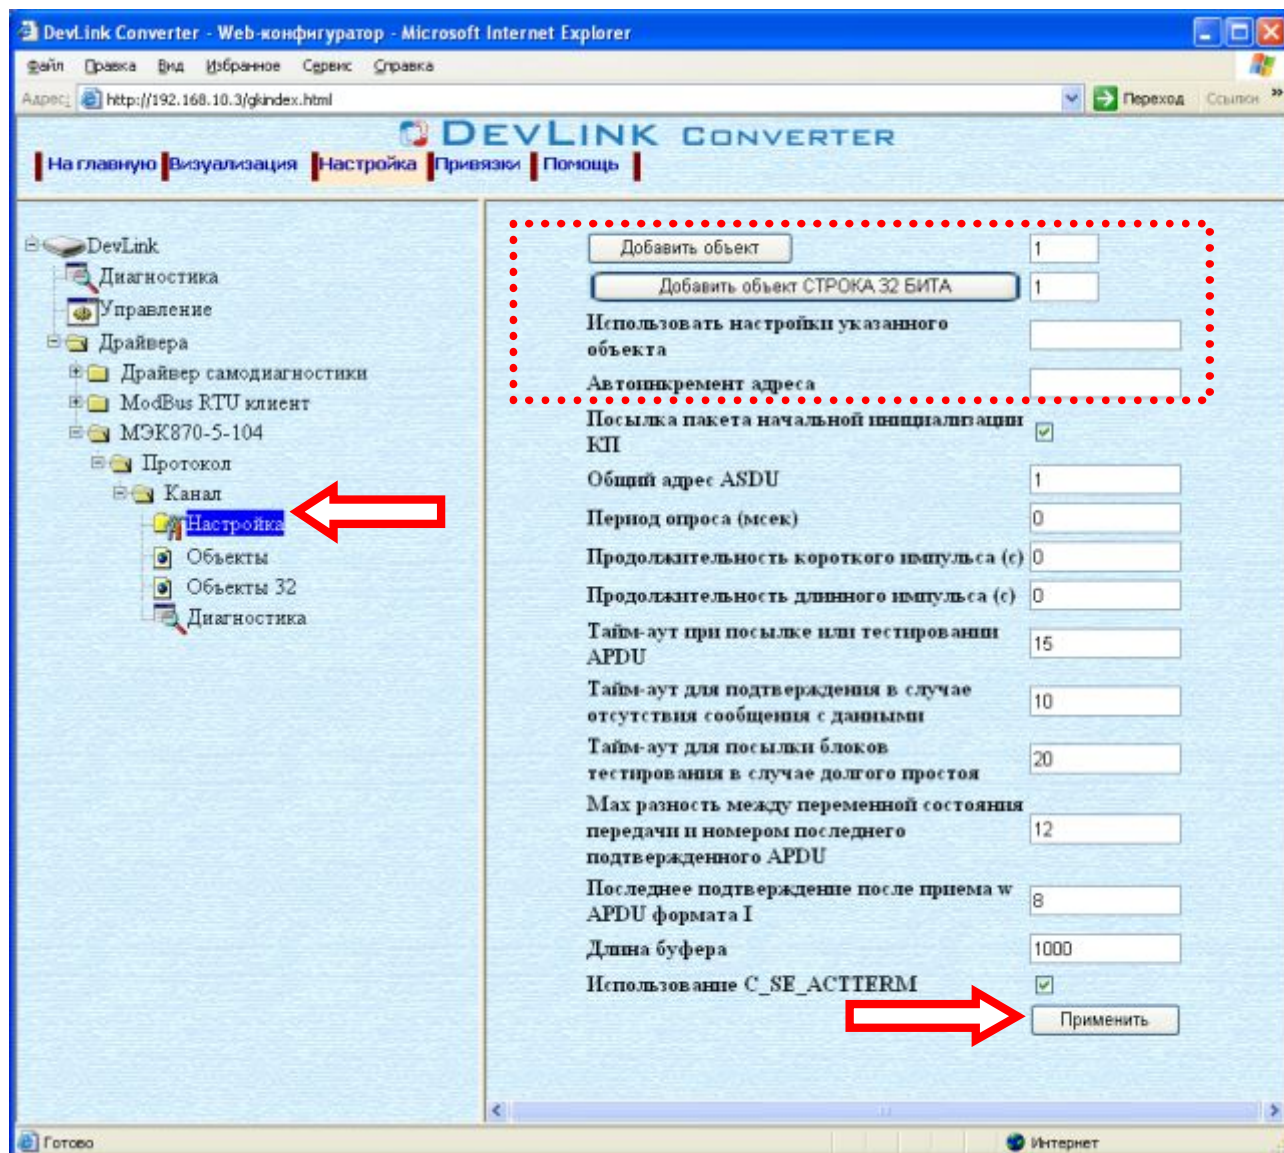 DevLink Converter - Web-конфигуратор - Microsoft Internet Explorer
Файл Правка Вид Избранное Сервис Справка
Адрес: http://192.168.10.3/gkindex.html Переход Ссылки »
DEVLINK CONVERTER
На главную Визуализация Настройка Привязки Помощь
DevLink
Диагностика
Управление
Драйвера
Драйвер самодиагностики
ModBus RTU клиент
МЭК870-5-104
Протокол
Канал
Настройка
Объекты
Объекты 32
Диагностика
Добавить объект 1
Добавить объект СТРОКА 32 БИТА 1
Использовать настройки указанного
объекта
Автоинкремент адреса
Посылка пакета начальной инициализации
КП
Общий адрес ASDU 1
Период опроса (мсек) 0
Продолжительность короткого импульса (с) 0
Продолжительность длинного импульса (с) 0
Тайм-аут при посылке или тестировании
APDU 15
Тайм-аут для подтверждения в случае
отсутствия сообщения с данными 10
Тайм-аут для посылки блоков
тестирования в случае долгого простоя 20
Max разность между переменной состояния
передачи и номером последнего 12
подтвержденного APDU
Последнее подтверждение после приема w
APDU формата I 8
Длина буфера 1000
Использование C_SE_ACTTERM
Применить
Готово Интернет